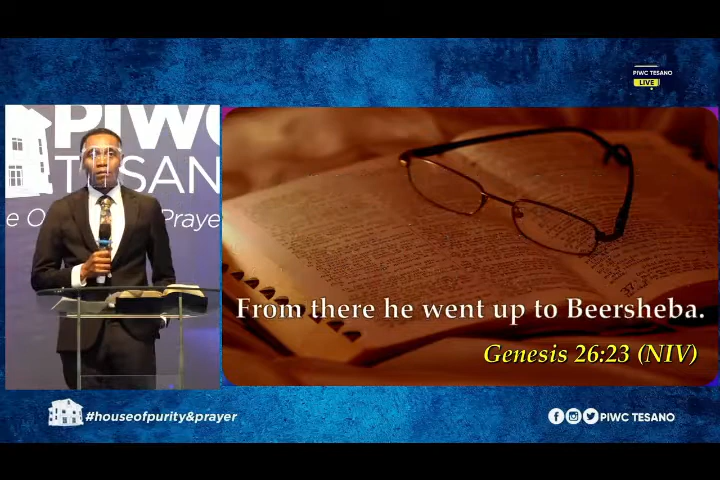 PIWC TESANO
LIVE
PIWC
TESAN
e O
Prayer
From there he went up to Beersheba.
Genesis 26:23 (NIV)
#houseofpurity&prayer
PIWC TESANO